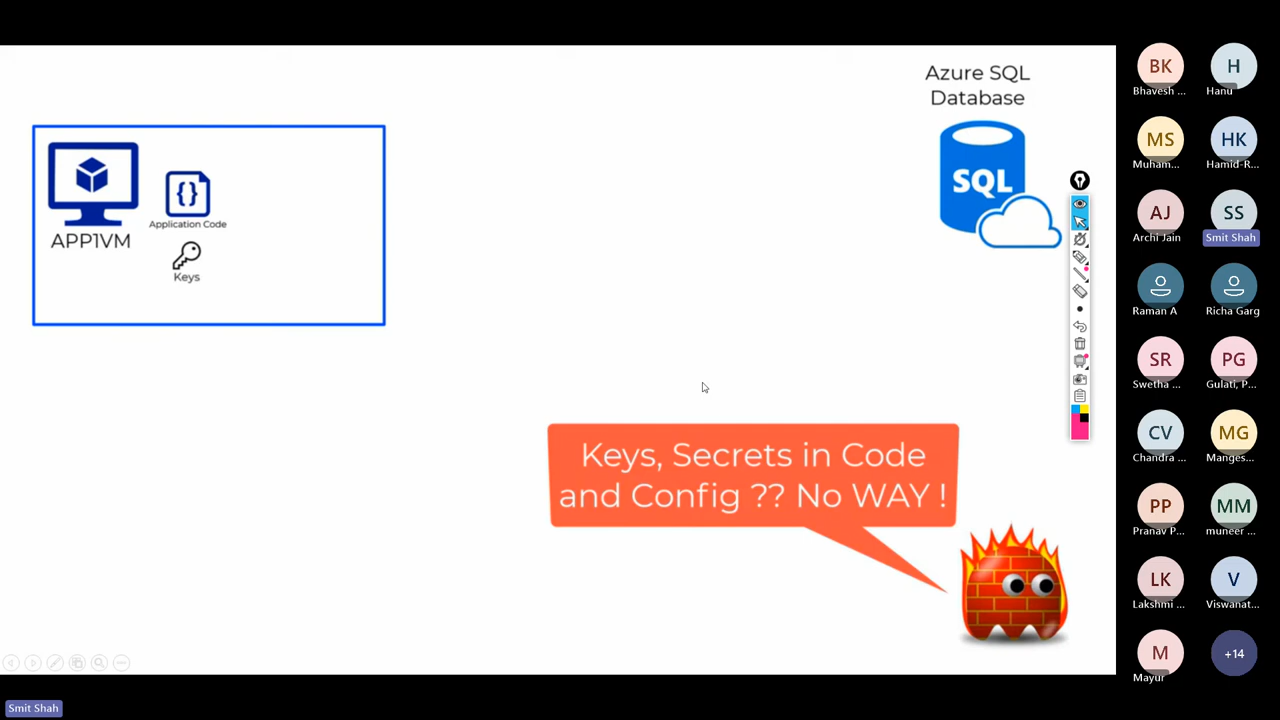 Azure SQL
Database
SQL
{}
APP1VM
Application Code
Keys
Keys, Secrets in Code
and Config ?? No WAY !
BK
Bhavesh ...
H
Hanu
MS
Muham...
HK
Hamid-R...
AJ
Archi Jain
SS
Smit Shah
Raman A
Richa Garg
SR
Swetha ...
PG
Gulati, P...
CV
Chandra ...
MG
Manges...
PP
Pranav P...
MM
muneer ...
LK
Lakshmi ...
V
Viswanat...
M
Mayur
+14
Smit Shah